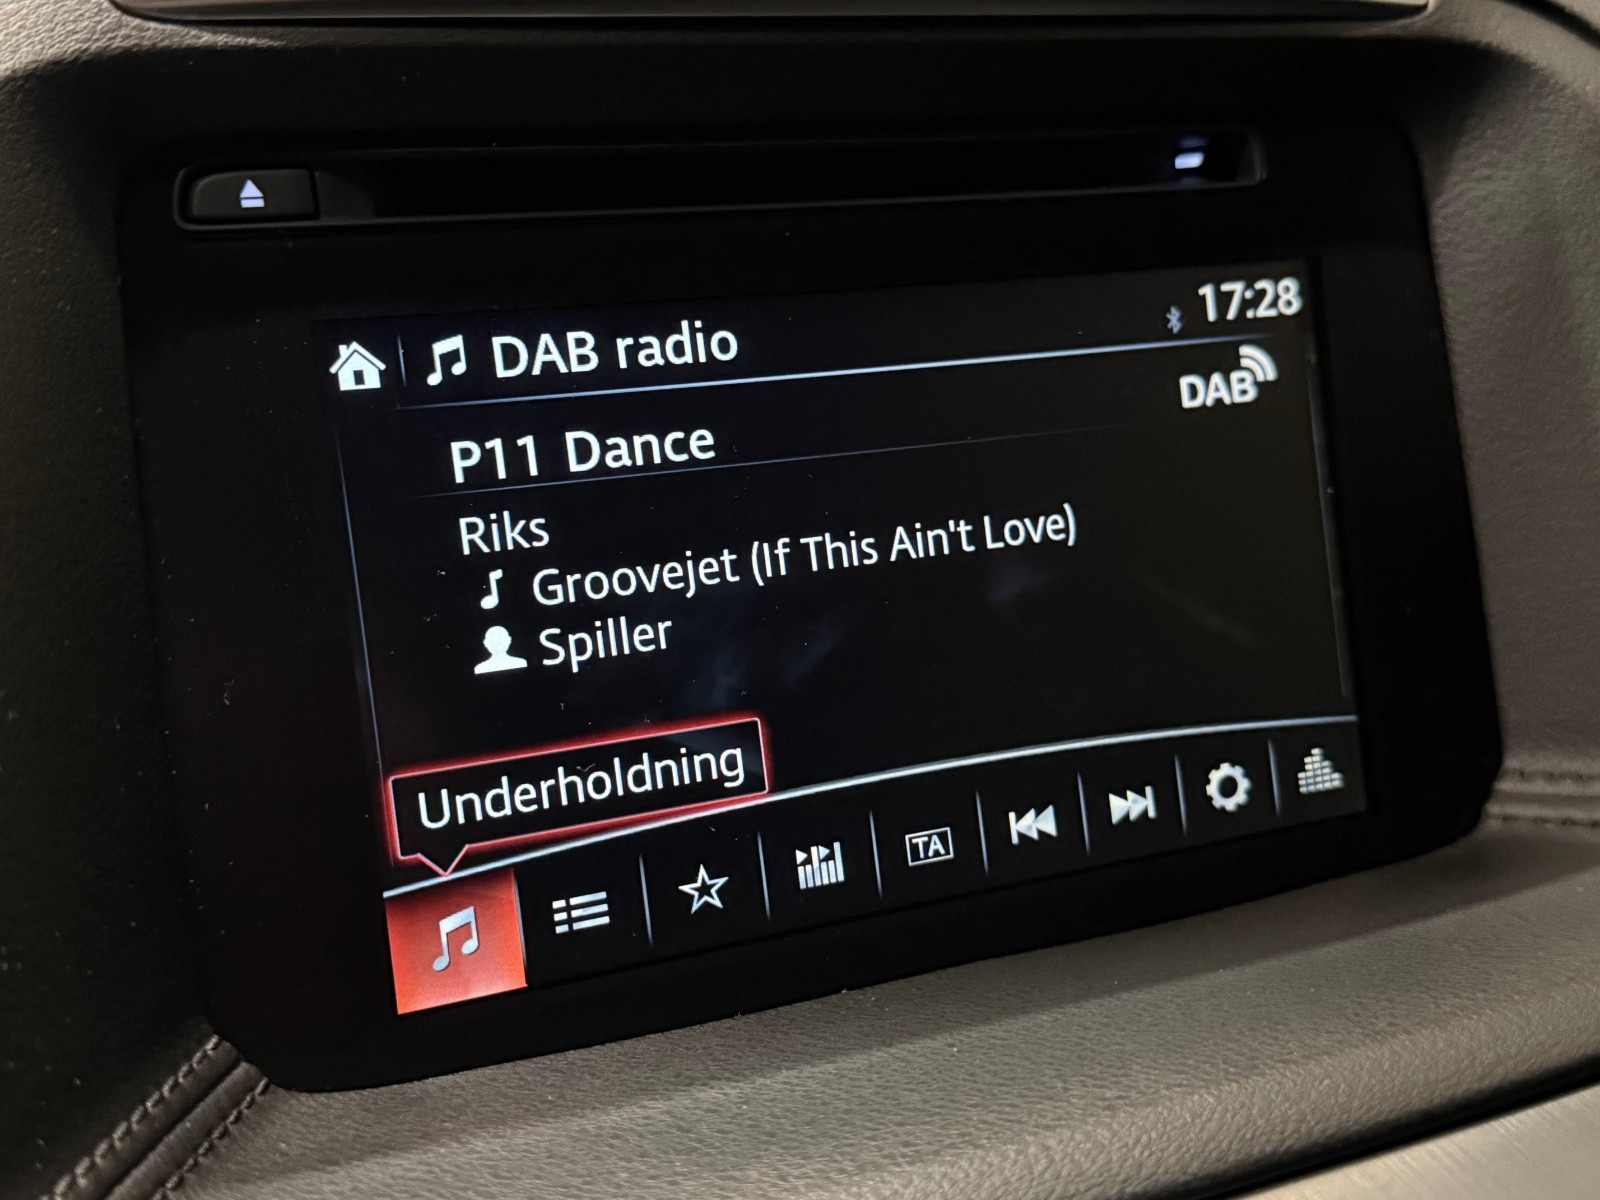 DAB radio
17:28
DAB
P11 Dance
Riks
Groovejet (If This Ain't Love)
Spiller
Underholdning
TA